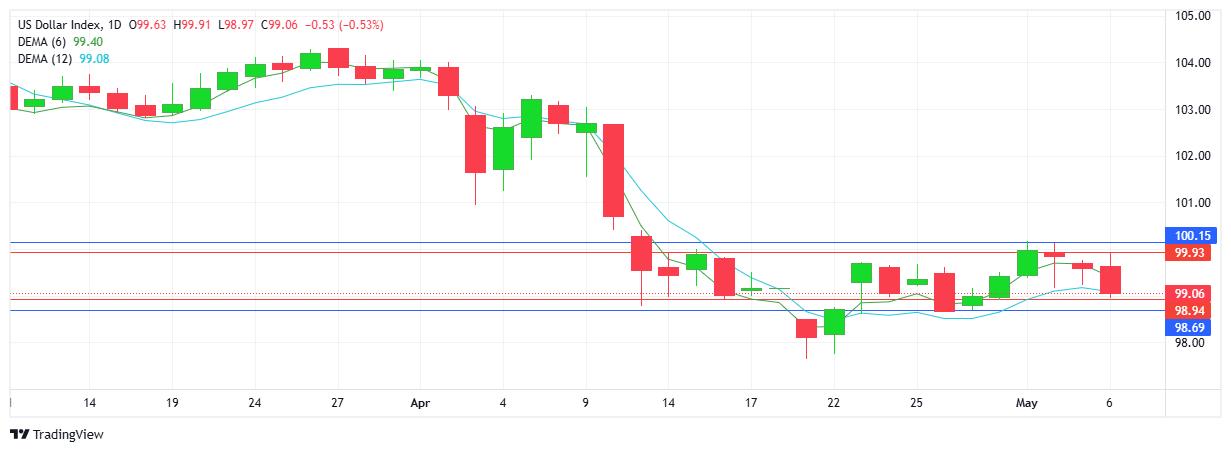 US Dollar Index, 1D O99.63 H99.91 L98.97 C99.06 −0.53 (−0.53%)
DEMA (6) 99.40
DEMA (12) 99.08
105.00
104.00
103.00
102.00
101.00
100.15
99.93
99.06
98.94
98.69
98.00
14 19 24 27 Apr 4 9 14 17 22 25 May 6
TradingView